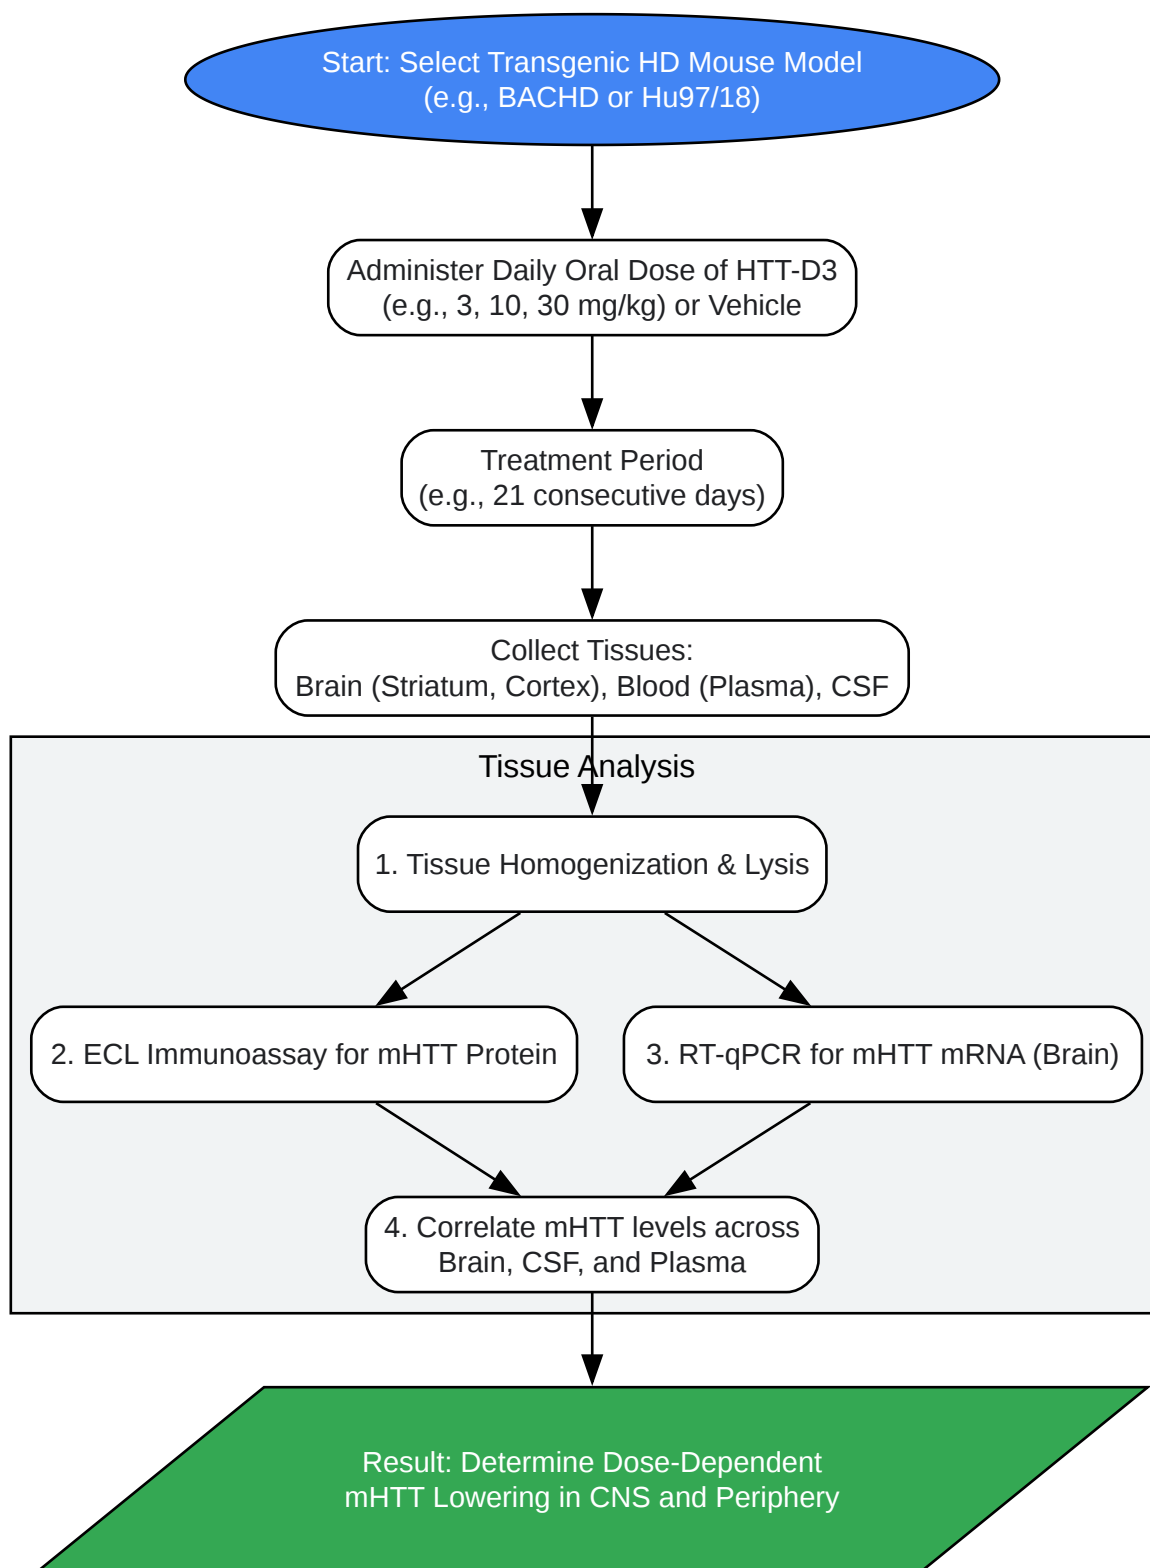 Start: Select Transgenic HD Mouse Model
(e.g., BACHD or Hu97/18)
Administer Daily Oral Dose of HTT-D3
(e.g., 3, 10, 30 mg/kg) or Vehicle
Treatment Period
(e.g., 21 consecutive days)
Collect Tissues:
Brain (Striatum, Cortex), Blood (Plasma), CSF
Tissue Analysis
1. Tissue Homogenization & Lysis
2. ECL Immunoassay for mHTT Protein
3. RT-qPCR for mHTT mRNA (Brain)
4. Correlate mHTT levels across
Brain, CSF, and Plasma
Result: Determine Dose-Dependent
mHTT Lowering in CNS and Periphery